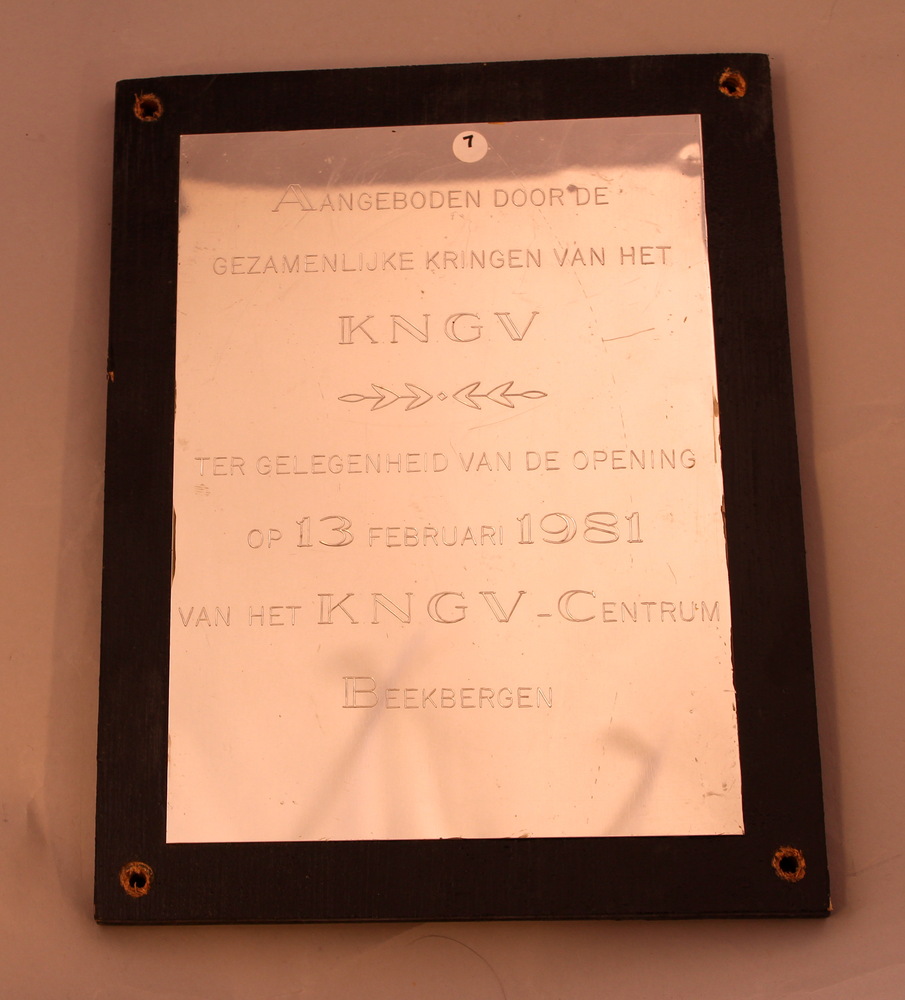 7
AANGEBODEN DOOR DE
GEZAMENLIJKE KRINGEN VAN HET
KNGV
TER GELEGENHEID VAN DE OPENING
OP 13 FEBRUARI 1981
VAN HET KNGV-CENTRUM
BEEKBERGEN